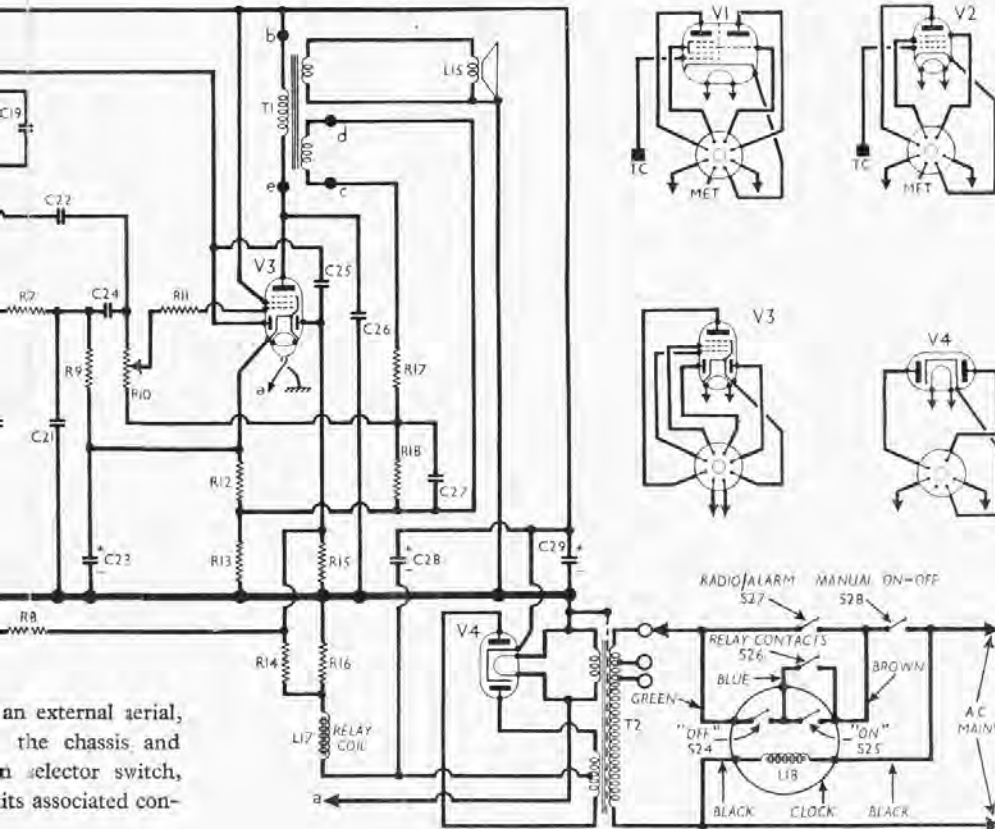 b
C19
T1
L15
d
e
c
C22
V3
C25
R7
C24
R11
C26
R9
R10
a
R17
C21
R18
C27
R12
C23
R13
R15
C28
C29
R8
V4
R14
R16
L17
RELAY
COIL
a
T2
an external aerial,
the chassis and
n selector switch,
its associated con-
V1
TC
MET
V2
TC
MET
V3
V4
RADIO/ALARM
S27
MANUAL ON-OFF
S28
RELAY CONTACTS
S26
BLUE
BROWN
GREEN
"OFF"
S24
"ON"
S25
L18
A.C.
MAIN
BLACK
CLOCK
BLACK